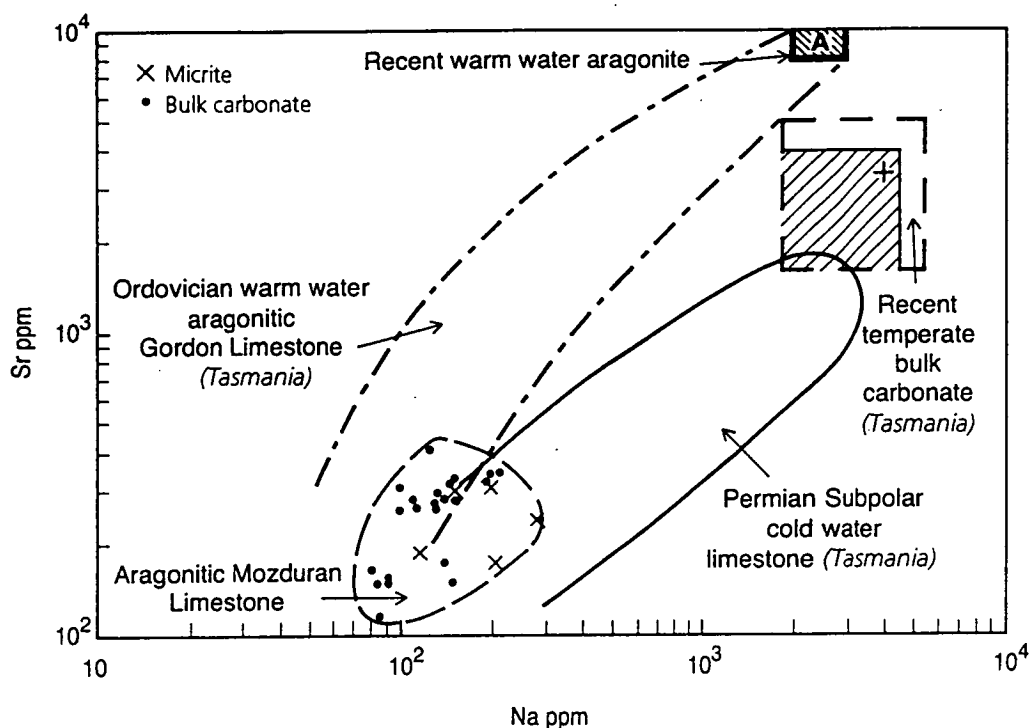 10⁴
A
Recent warm water aragonite
× Micrite
• Bulk carbonate
Ordovician warm water
aragonitic
Gordon Limestone
(Tasmania)
10³
Sr ppm
Recent
temperate
bulk
carbonate
(Tasmania)
Permian Subpolar
cold water
limestone (Tasmania)
Aragonitic Mozduran
Limestone
10²
10
10²
10³
10⁴
Na ppm